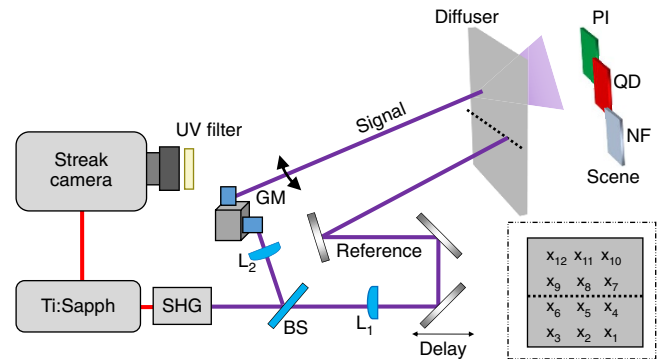 Diffuser
PI
QD
NF
Scene
UV filter
Streak
camera
Signal
GM
Reference
L2
Ti:Sapph
SHG
BS
L1
Delay
x12 x11 x10
x9 x8 x7
x6 x5 x4
x3 x2 x1